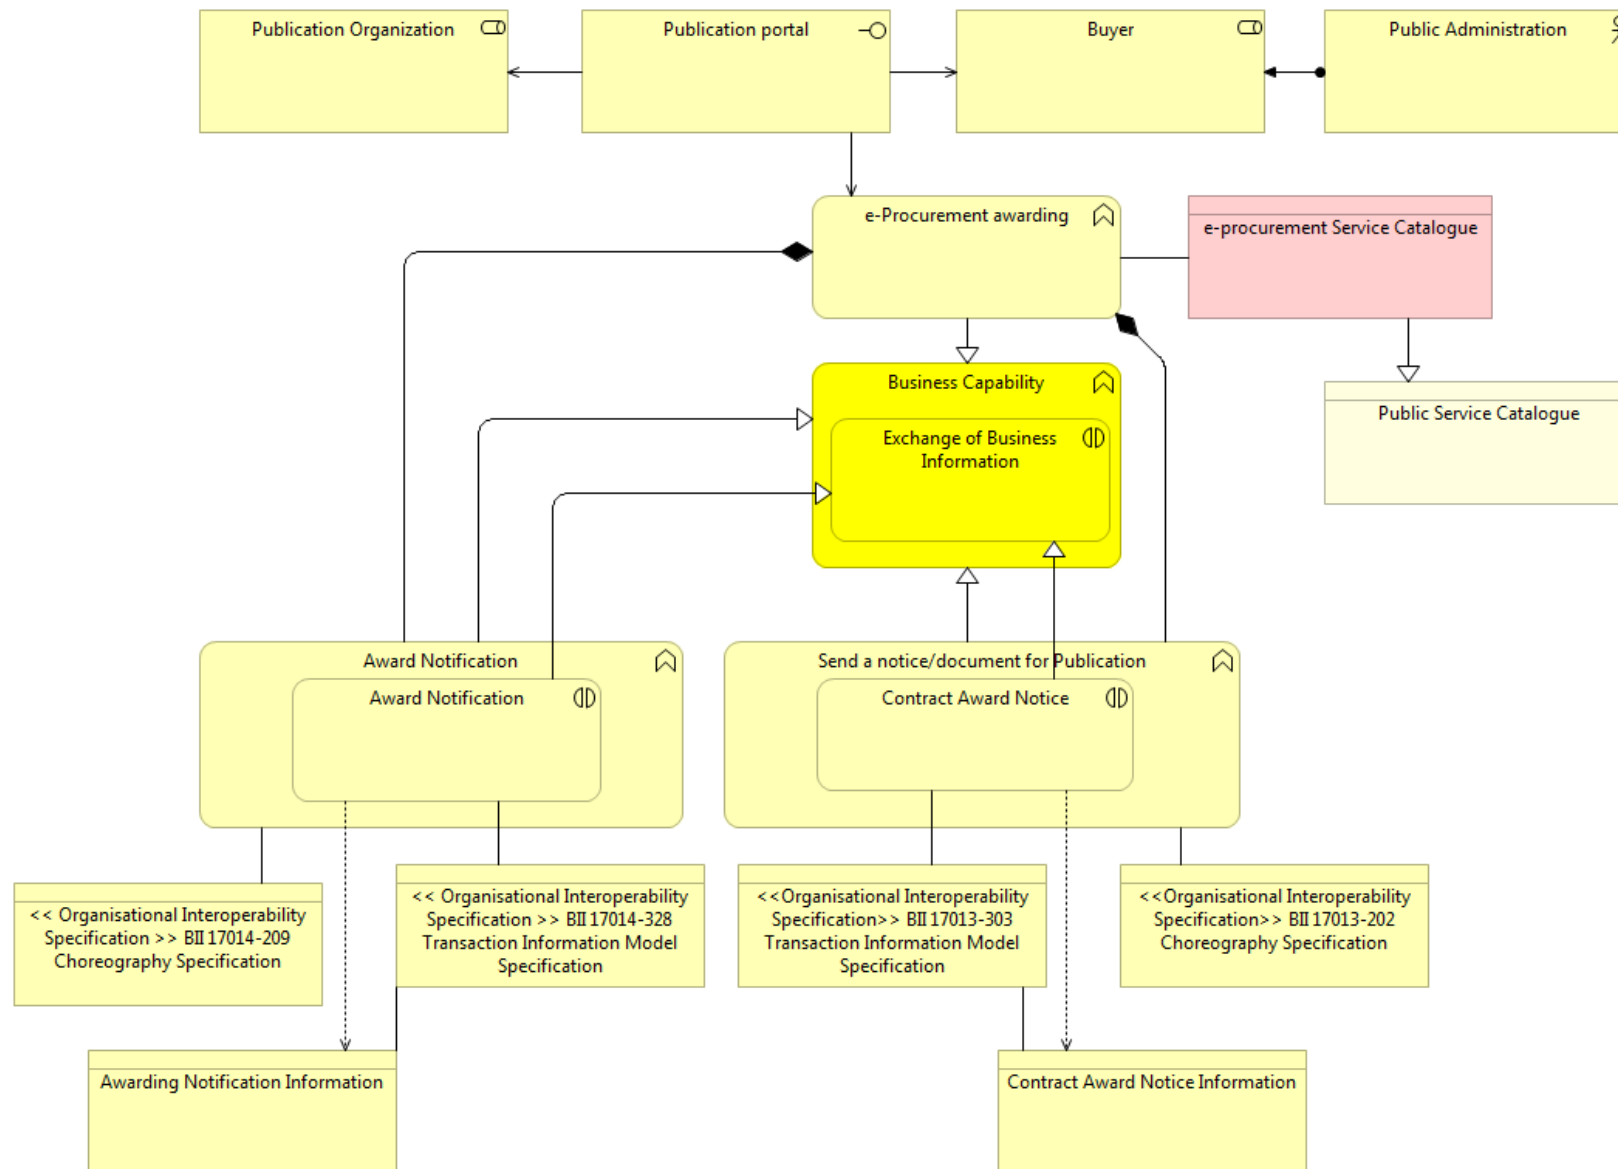 Publication Organization
Publication portal
Buyer
Public Administration
e-Procurement awarding
e-procurement Service Catalogue
Business Capability
Public Service Catalogue
Exchange of Business
Information
Award Notification
Send a notice/document for Publication
Award Notification
Contract Award Notice
<< Organisational Interoperability
Specification >> BII 17014-209
Choreography Specification
<< Organisational Interoperability
Specification >> BII 17014-328
Transaction Information Model
Specification
<<Organisational Interoperability
Specification>> BII 17013-303
Transaction Information Model
Specification
<<Organisational Interoperability
Specification>> BII 17013-202
Choreography Specification
Awarding Notification Information
Contract Award Notice Information